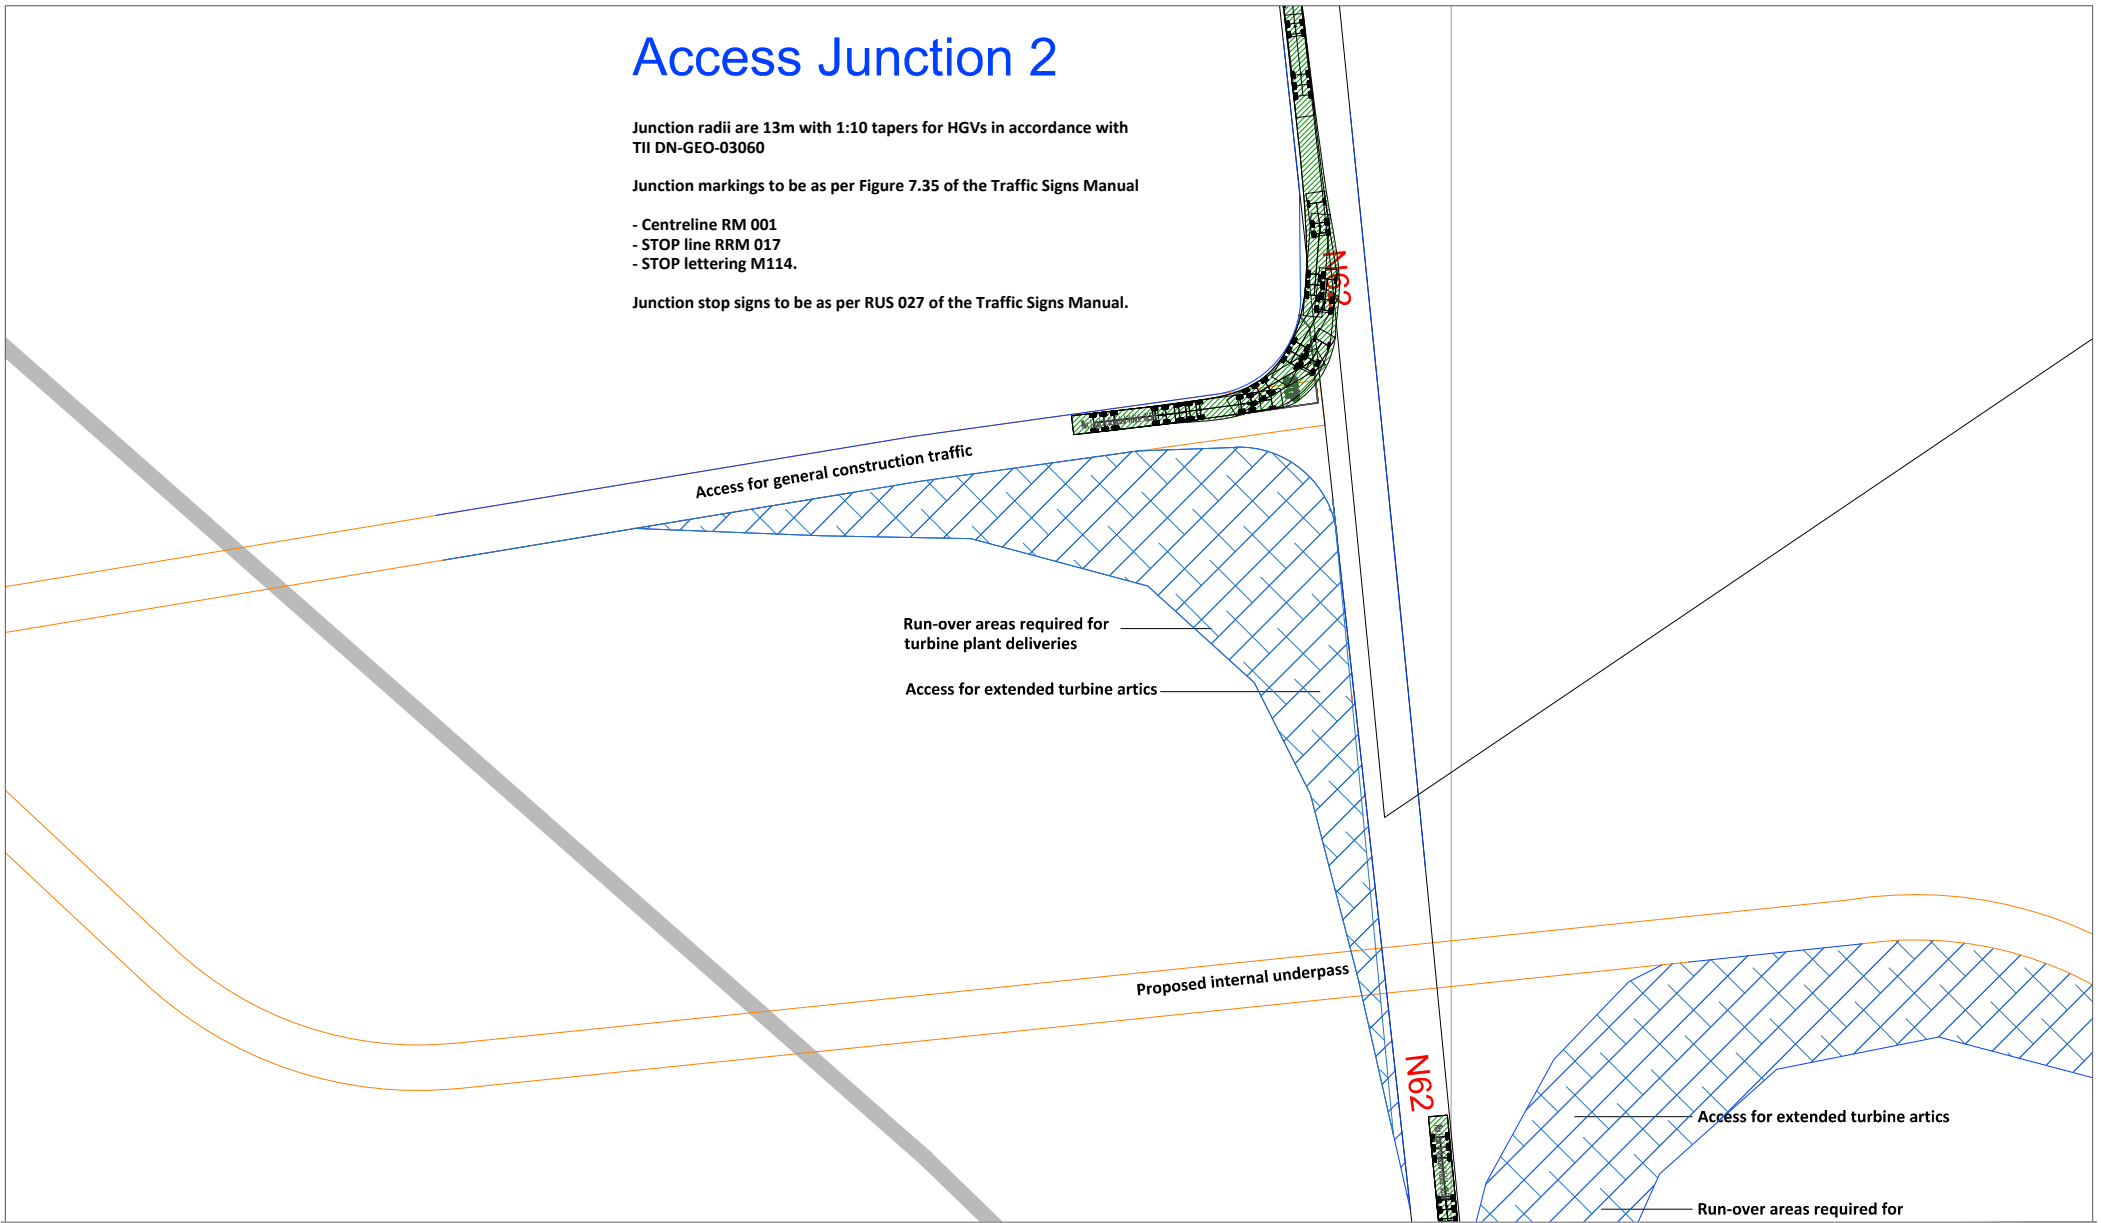 Access Junction 2
Junction radii are 13m with 1:10 tapers for HGVs in accordance with
TII DN-GEO-03060
Junction markings to be as per Figure 7.35 of the Traffic Signs Manual
- Centreline RM 001
- STOP line RRM 017
- STOP lettering M114.
Junction stop signs to be as per RUS 027 of the Traffic Signs Manual.
N62
Access for general construction traffic
Run-over areas required for
turbine plant deliveries
Access for extended turbine artics
Proposed internal underpass
N62
Access for extended turbine artics
Run-over areas required for